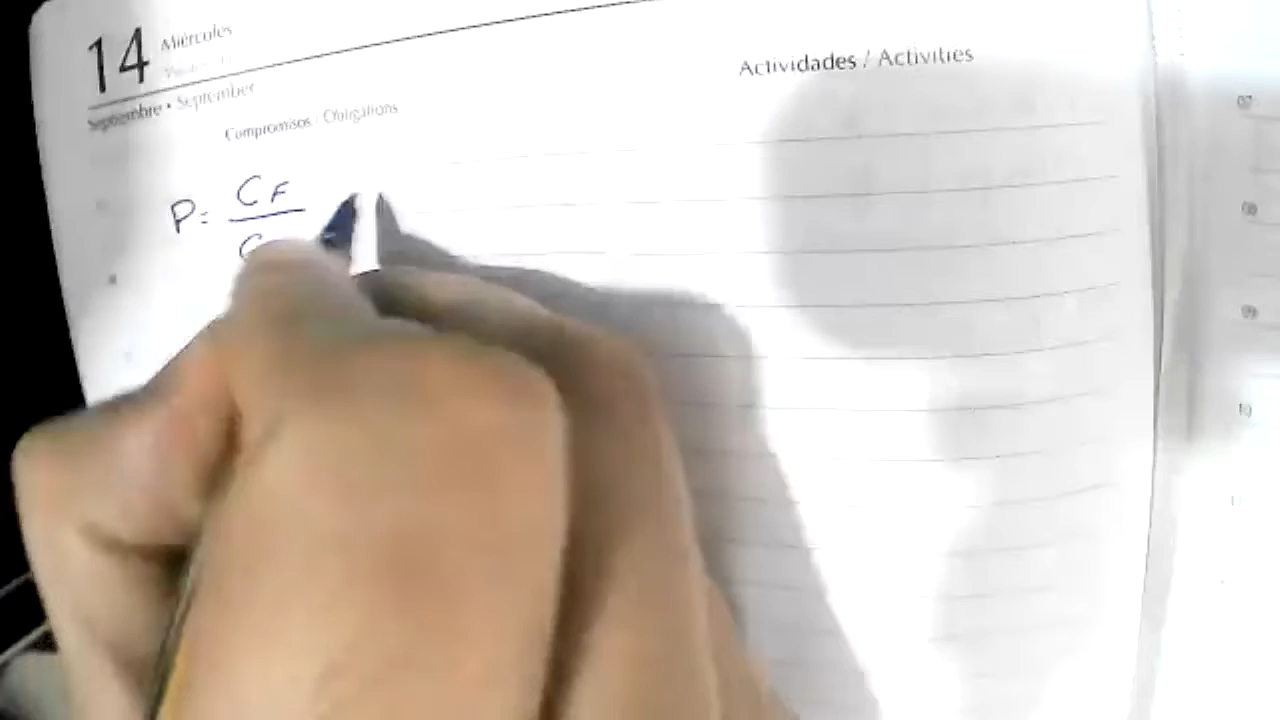 14 Miércoles
Septiembre • September
Compromisos / Obligations
Actividades / Activities
P = CF
C
07
08
09
10